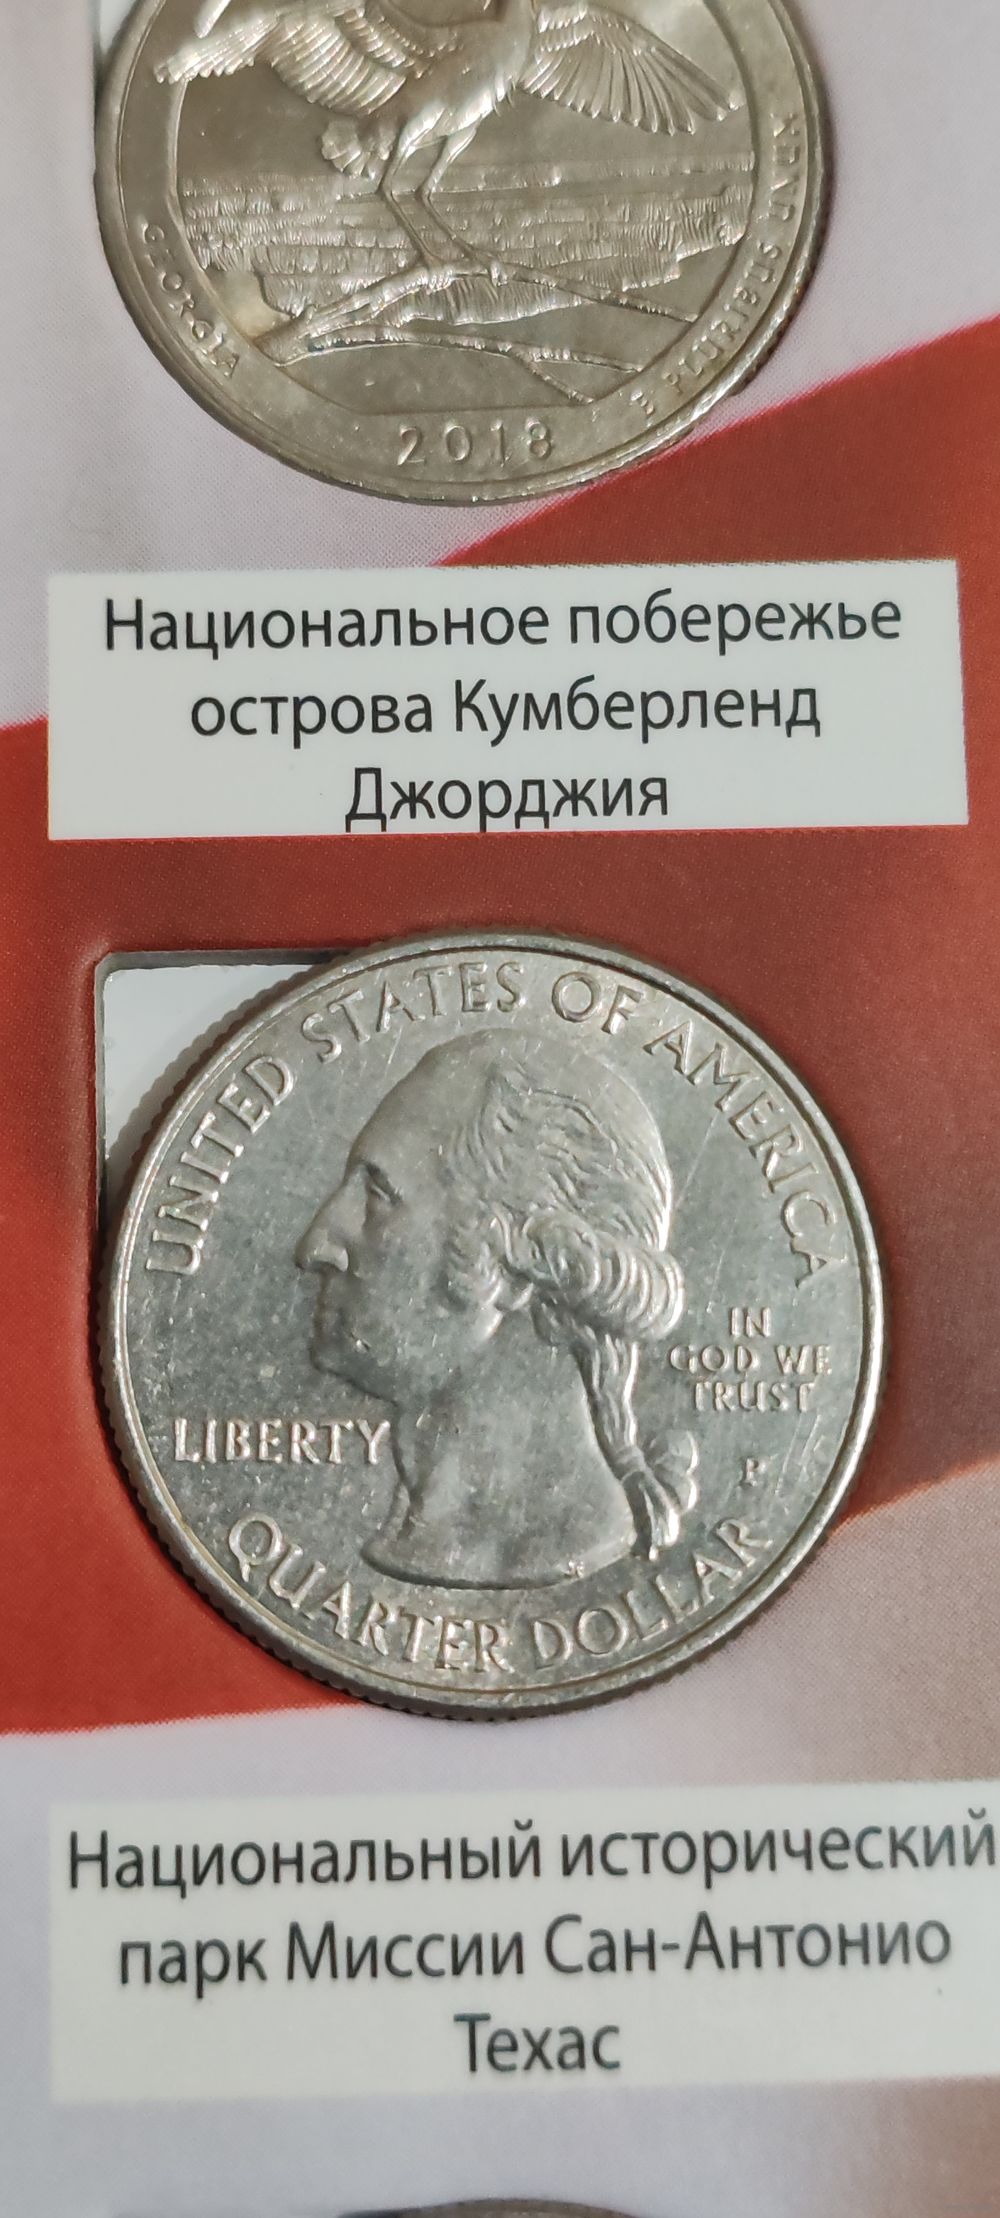 GEORGIA
2018
E PLURIBUS UNUM
Национальное побережье
острова Кумберленд
Джорджия
UNITED STATES OF AMERICA
IN
GOD WE
TRUST
LIBERTY
P
QUARTER DOLLAR
Национальный исторический
парк Миссии Сан-Антонио
Техас